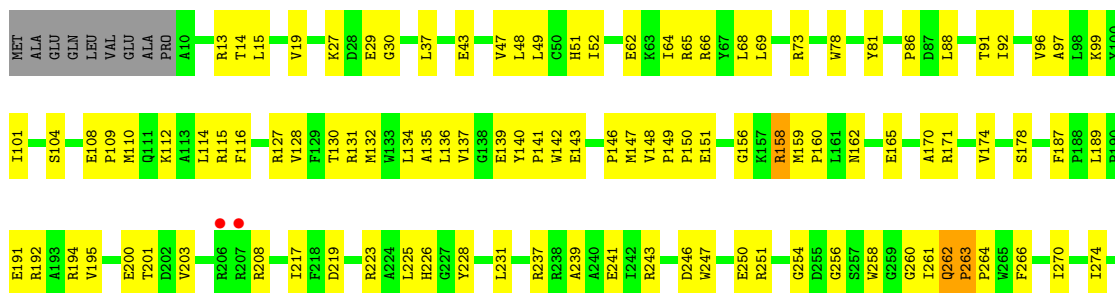 MET ALA GLU GLN LEU VAL GLU ALA PRO A10 R13 T14 L15 V19 K27 D28 E29 G30 L37 E43 V47 L48 L49 C50 H51 I52 E62 K63 I64 R65 R66 Y67 L68 L69 R73 W78 Y81 P86 D87 L88 T91 I92 V96 A97 L98 K99 Y100
I101 S104 E108 P109 M110 Q111 K112 A113 L114 R115 F116 R127 V128 F129 T130 R131 M132 W133 L134 A135 L136 V137 G138 E139 Y140 P141 W142 E143 P146 M147 V148 P149 P150 E151 G156 K157 R158 M159 P160 L161 N162 E165 A170 R171 V174 S178 F187 P188 L189 R190
E191 R192 A193 R194 V195 E200 T201 D202 V203 R206 R207 R208 I217 F218 D219 R223 A224 L225 H226 G227 Y228 L231 R237 R238 A239 A240 E241 I242 R243 D246 W247 E250 R251 G254 D255 G256 S257 W258 G259 G260 I261 Q262 P263 P264 W265 F266 I270 I274